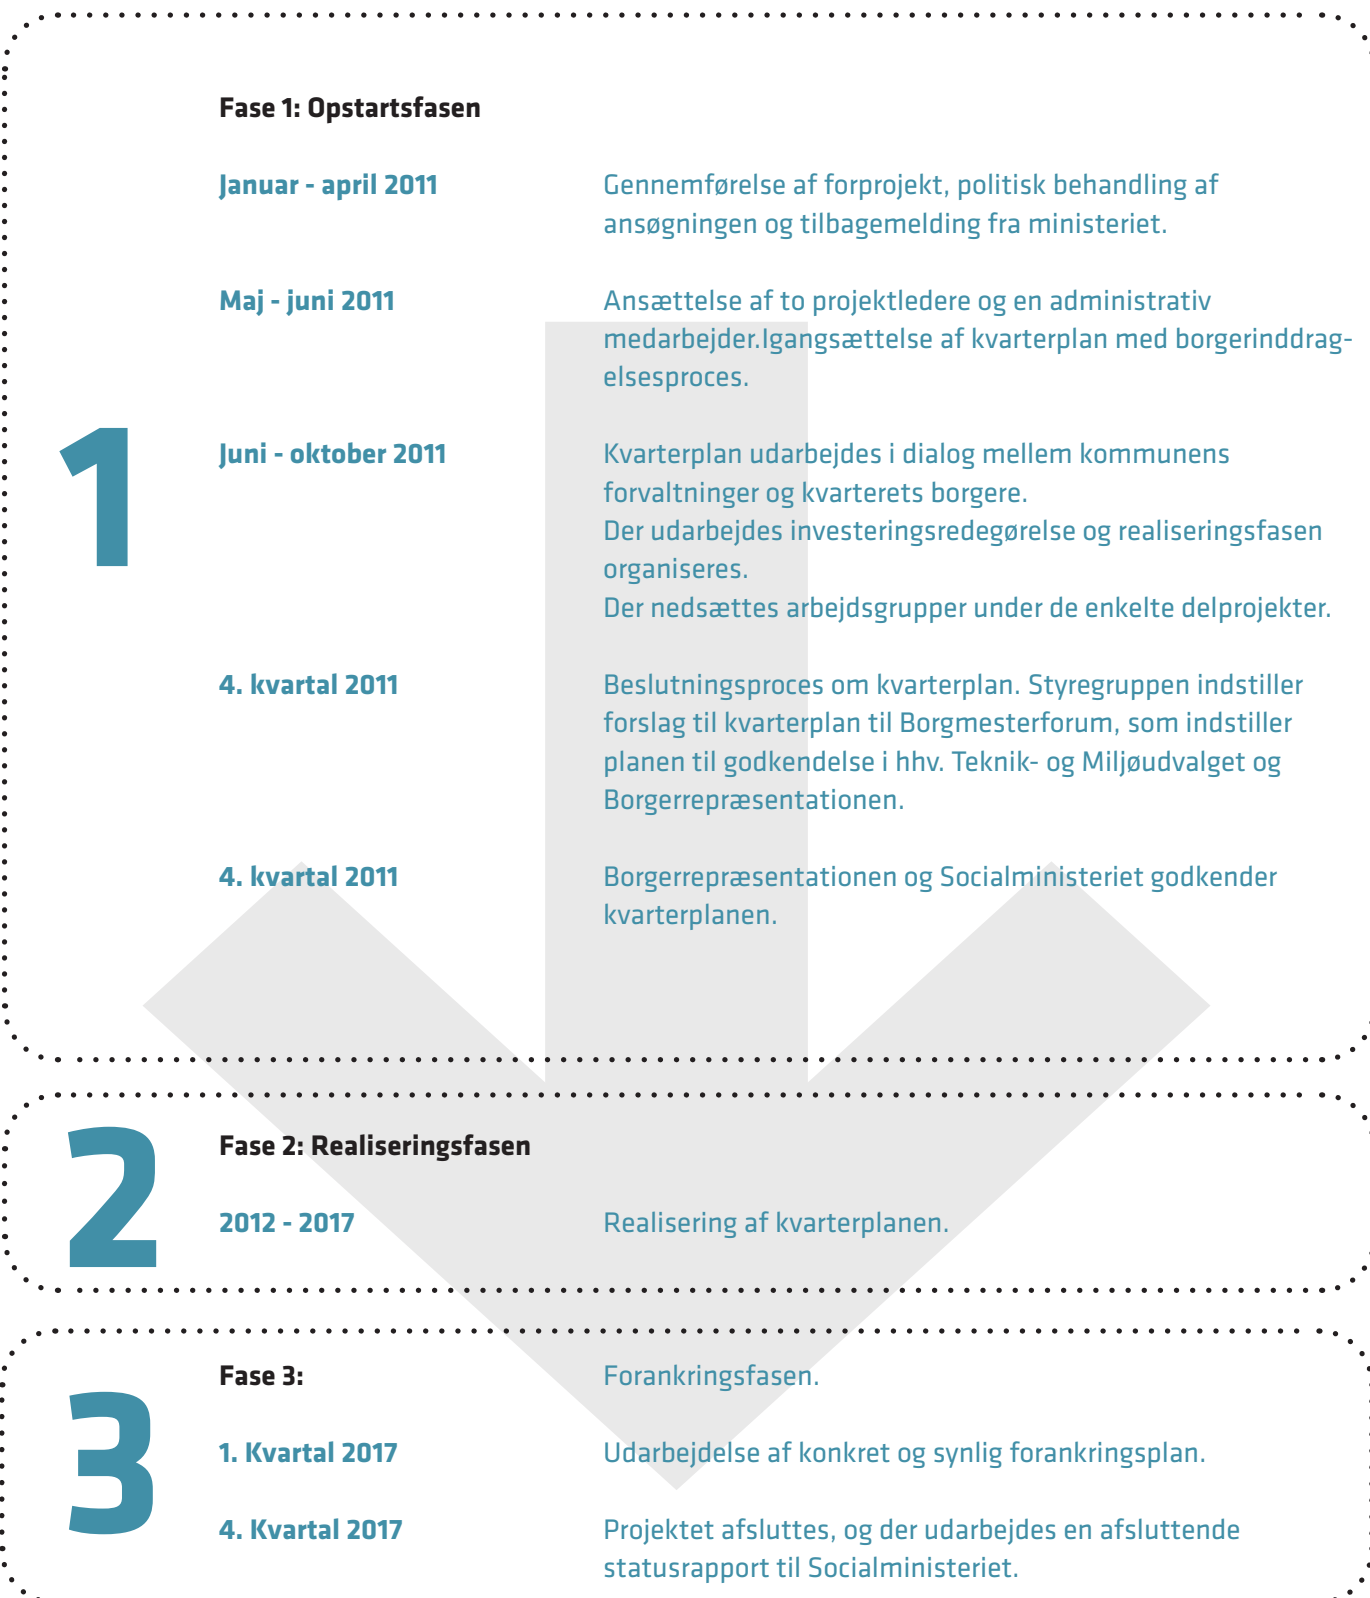 1
Fase 1: Opstartsfasen
Januar - april 2011
Gennemførelse af forprojekt, politisk behandling af
ansøgningen og tilbagemelding fra ministeriet.
Maj - juni 2011
Ansættelse af to projektledere og en administrativ
medarbejder.Igangsættelse af kvarterplan med borgerinddrag-
elsesproces.
Juni - oktober 2011
Kvarterplan udarbejdes i dialog mellem kommunens
forvaltninger og kvarterets borgere.
Der udarbejdes investeringsredegørelse og realiseringsfasen
organiseres.
Der nedsættes arbejdsgrupper under de enkelte delprojekter.
4. kvartal 2011
Beslutningsproces om kvarterplan. Styregruppen indstiller
forslag til kvarterplan til Borgmesterforum, som indstiller
planen til godkendelse i hhv. Teknik- og Miljøudvalget og
Borgerrepræsentationen.
4. kvartal 2011
Borgerrepræsentationen og Socialministeriet godkender
kvarterplanen.
2
Fase 2: Realiseringsfasen
2012 - 2017
Realisering af kvarterplanen.
3
Fase 3:
Forankringsfasen.
1. Kvartal 2017
Udarbejdelse af konkret og synlig forankringsplan.
4. Kvartal 2017
Projektet afsluttes, og der udarbejdes en afsluttende
statusrapport til Socialministeriet.